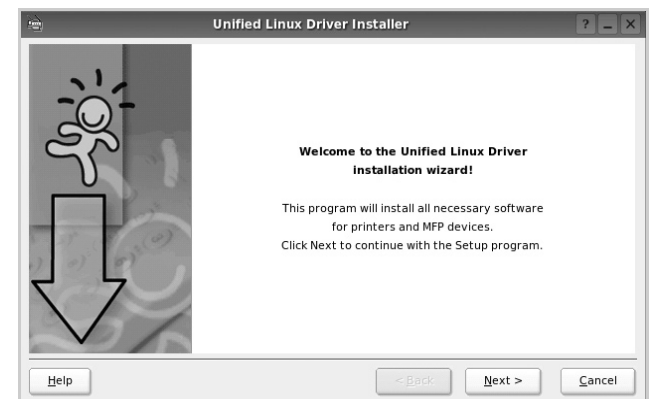 Unified Linux Driver Installer
? _ X
Welcome to the Unified Linux Driver
installation wizard!
This program will install all necessary software
for printers and MFP devices.
Click Next to continue with the Setup program.
Help
< Back
Next >
Cancel